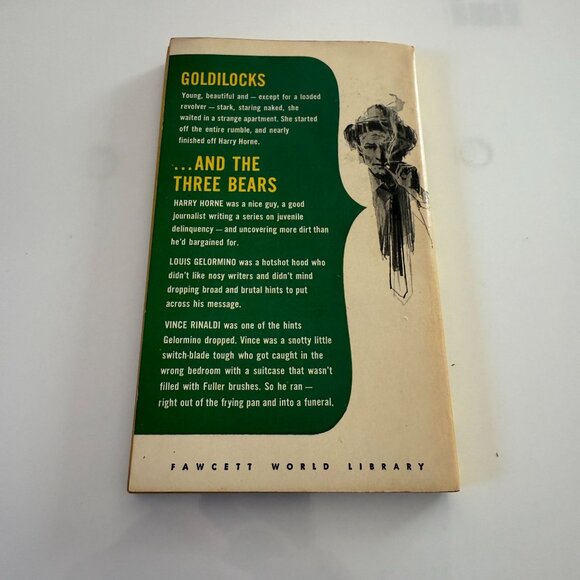 GOLDILOCKS
Young, beautiful and — except for a loaded
revolver — stark, staring naked, she
waited in a strange apartment. She started
off the entire rumble, and nearly
finished off Harry Horne.
...AND THE
THREE BEARS
HARRY HORNE was a nice guy, a good
journalist writing a series on juvenile
delinquency — and uncovering more dirt than
he'd bargained for.
LOUIS GELORMINO was a hotshot hood who
didn't like nosy writers and didn't mind
dropping broad and brutal hints to put
across his message.
VINCE RINALDI was one of the hints
Gelormino dropped. Vince was a snotty little
switch-blade tough who got caught in the
wrong bedroom with a suitcase that wasn't
filled with Fuller brushes. So he ran —
right out of the frying pan and into a funeral.
FAWCETT WORLD LIBRARY